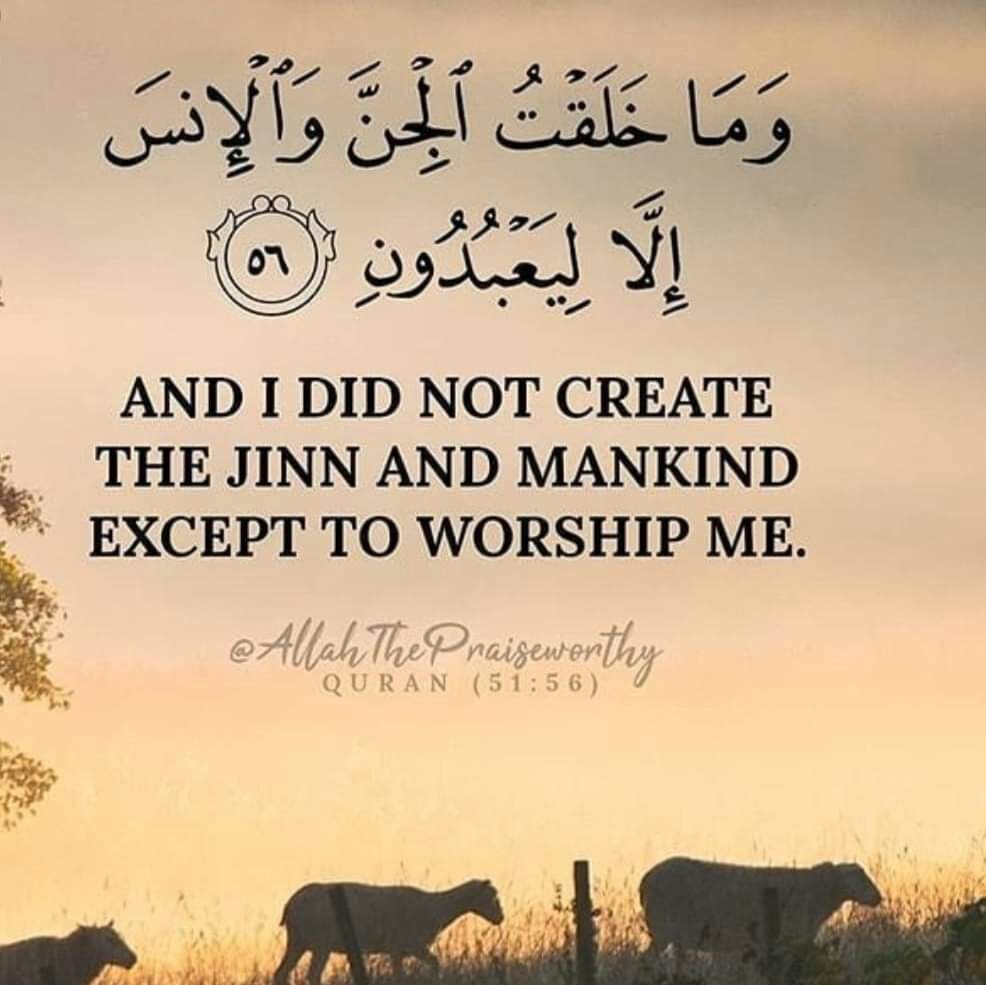 وَمَا خَلَقْتُ ٱلْجِنَّ وَٱلْإِنسَ
إِلَّا لِيَعْبُدُونِ ٥٦
AND I DID NOT CREATE
THE JINN AND MANKIND
EXCEPT TO WORSHIP ME.
@AllahThePraiseworthy
QURAN (51:56)